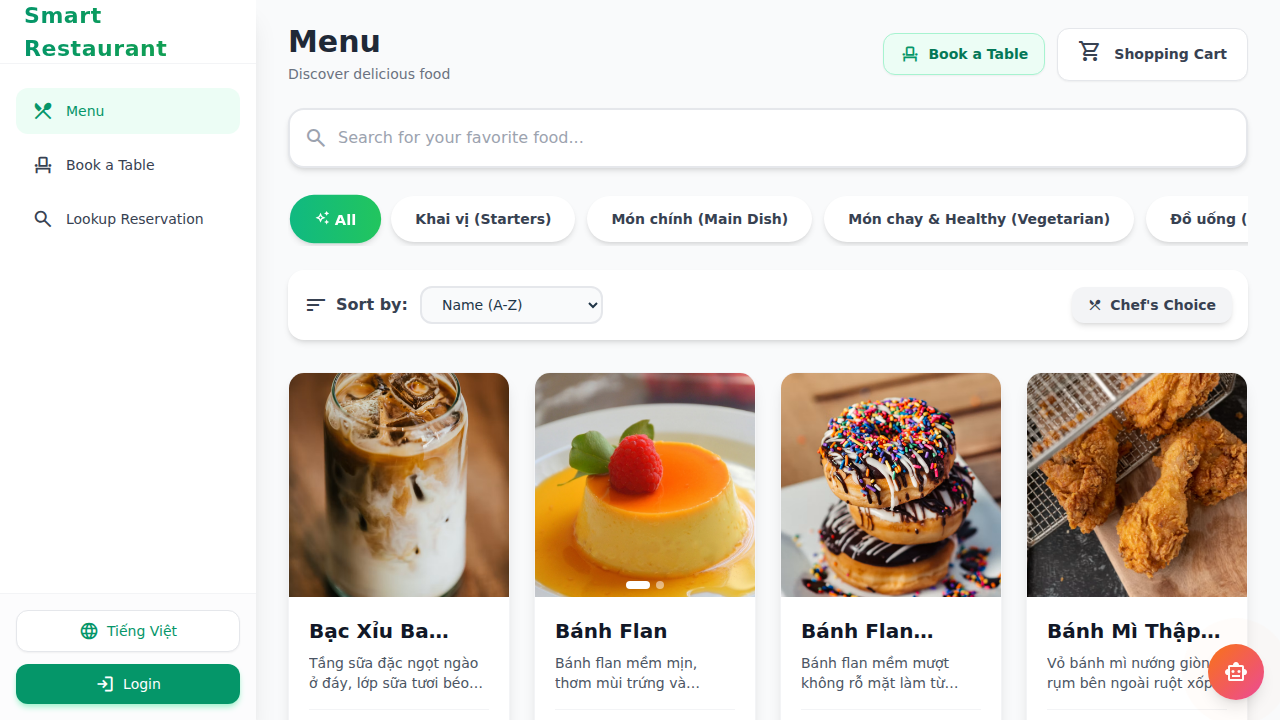 Smart
Restaurant
Menu
Book a Table
Lookup Reservation
Tiếng Việt
Login
Menu
Discover delicious food
Book a Table
Shopping Cart
Search for your favorite food...
All
Khai vị (Starters)
Món chính (Main Dish)
Món chay & Healthy (Vegetarian)
Đồ uống (
Sort by:
Name (A-Z)
Chef's Choice
Bạc Xỉu Ba...
Tầng sữa đặc ngọt ngào
ở đáy, lớp sữa tươi béo...
Bánh Flan
Bánh flan mềm mịn,
thơm mùi trứng và...
Bánh Flan...
Bánh flan mềm mượt
không rỗ mặt làm từ...
Bánh Mì Thập...
Vỏ bánh mì nướng giòn
rụm bên ngoài ruột xốp